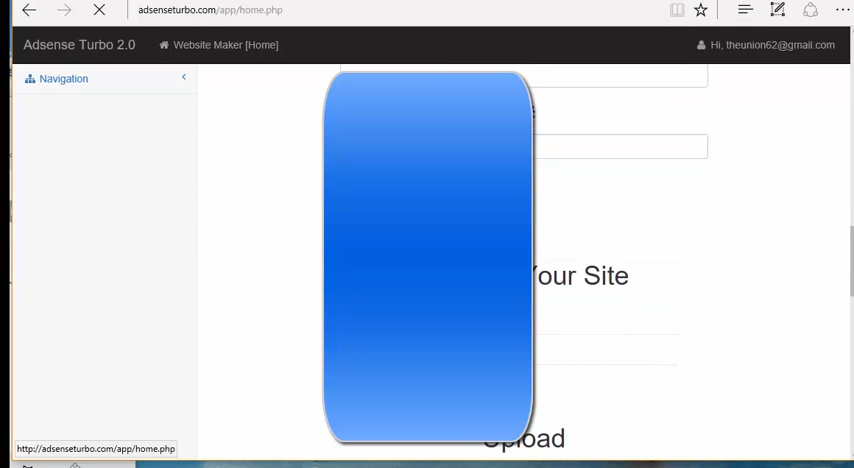 adsenseturbo.com/app/home.php
Adsense Turbo 2.0
Website Maker [Home]
Hi, theunion62@gmail.com
Navigation
Your Site
Upload
http://adsenseturbo.com/app/home.php